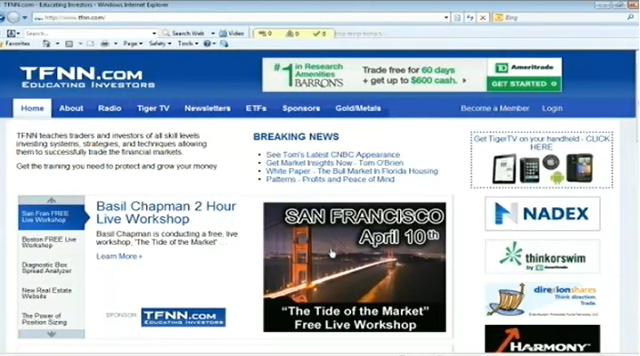 TFNN.com - Educating Investors - Windows Internet Explorer
http://www.tfnn.com/
Bing
Search...
Search Web
Video
Favorites
Page
Safety
Tools
TFNN.COM
EDUCATING INVESTORS
#1 in Research
Amenities
BARRON'S
Trade free for 60 days
+ get up to $600 cash.
TD Ameritrade
GET STARTED
Home
About
Radio
Tiger TV
Newsletters
ETFs
Sponsors
Gold/Metals
Become a Member
Login
TFNN teaches traders and investors of all skill levels
investing systems, strategies, and techniques allowing
them to successfully trade the financial markets.
Get the training you need to protect and grow your money
BREAKING NEWS
See Tom's Latest CNBC Appearance
Get Market Insights Now - Tom O'Brien
White Paper - The Bull Market In Florida Housing
Patterns - Profits and Peace of Mind
Get TigerTV on your handheld - CLICK
HERE
San Fran FREE
Live Workshop
Boston FREE Live
Workshop
Diagnostic Box
Spread Analyzer
New Real Estate
Website
The Power of
Position Sizing
Basil Chapman 2 Hour
Live Workshop
Basil Chapman is conducting a free, live
workshop, "The Tide of the Market" ...
Learn More
SPONSOR:
TFNN.COM
EDUCATING INVESTORS
SAN FRANCISCO
April 10th
"The Tide of the Market"
Free Live Workshop
NADEX
thinkorswim
by TD Ameritrade
direxionshares
Think direction.
Trade.
HARMONY